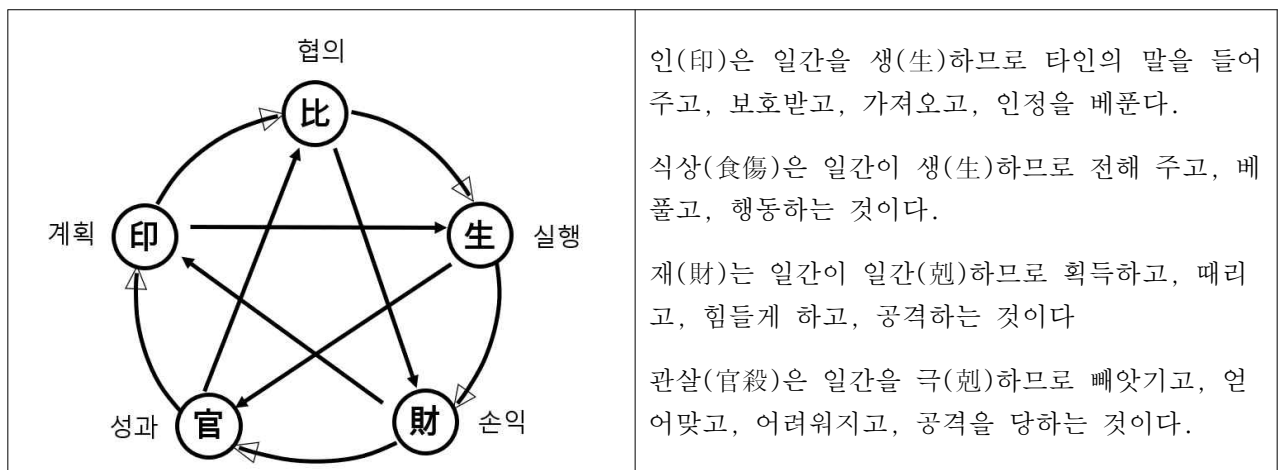 협의
比
계획
印
生
실행
성과
官
財
손익
인(印)은 일간을 생(生)하므로 타인의 말을 들어
주고, 보호받고, 가져오고, 인정을 베푼다.
식상(食傷)은 일간이 생(生)하므로 전해 주고, 베
풀고, 행동하는 것이다.
재(財)는 일간이 일간(剋)하므로 획득하고, 때리
고, 힘들게 하고, 공격하는 것이다
관살(官殺)은 일간을 극(剋)하므로 빼앗기고, 얻
어맞고, 어려워지고, 공격을 당하는 것이다.